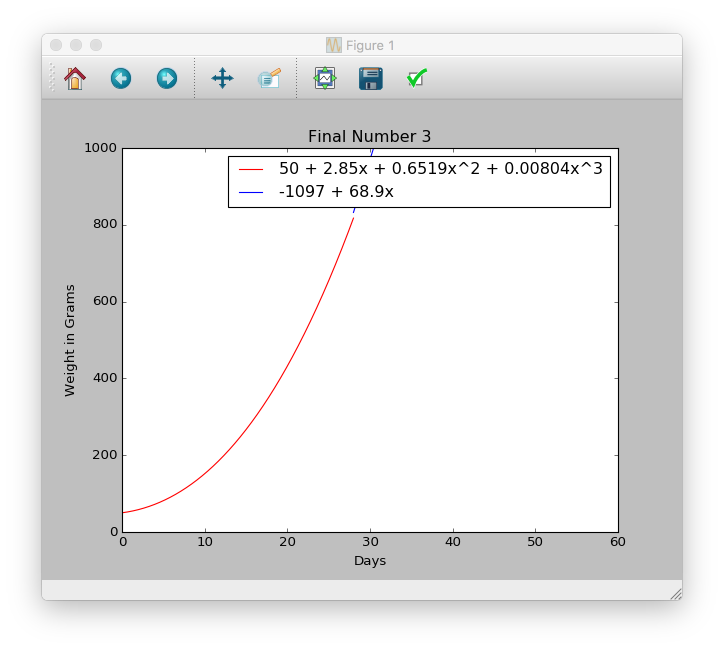 Figure 1
Final Number 3
1000
800
600
400
200
0
Weight in Grams
50 + 2.85x + 0.6519x^2 + 0.00804x^3
-1097 + 68.9x
0 10 20 30 40 50 60
Days